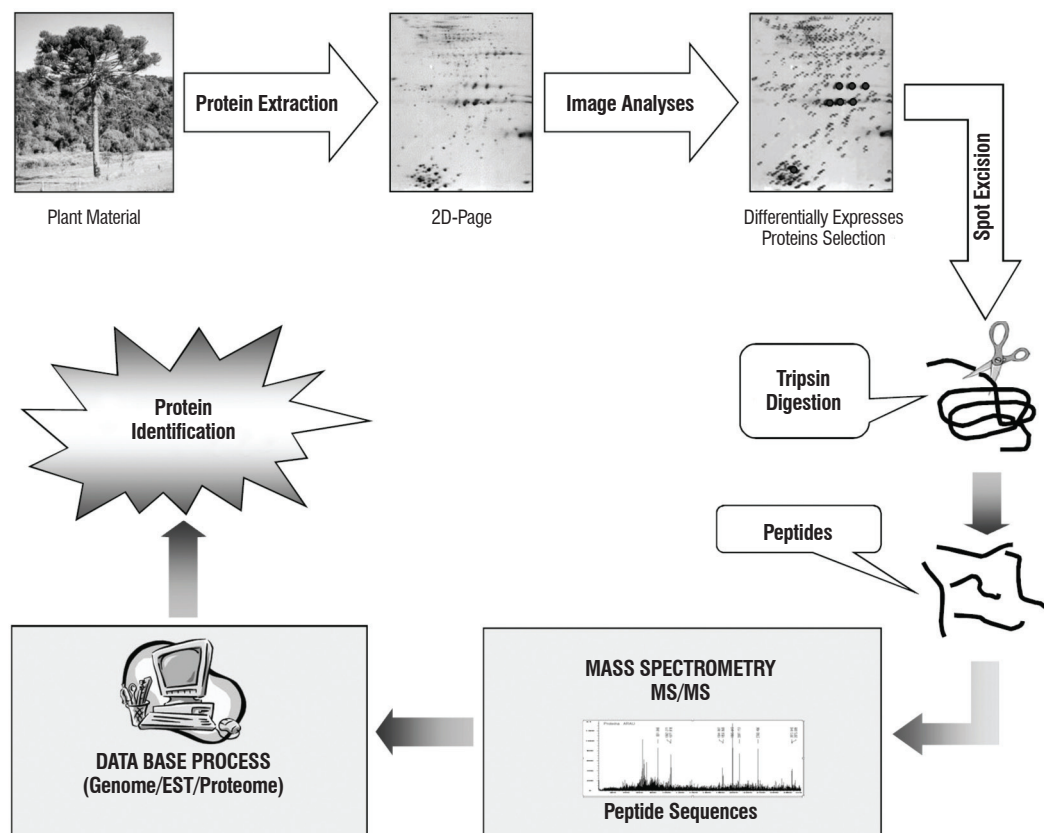 Protein Extraction
Image Analyses
Spot Excision
Plant Material
2D-Page
Differentially Expresses
Proteins Selection
Tripsin
Digestion
Peptides
MASS SPECTROMETRY
MS/MS
Peptide Sequences
DATA BASE PROCESS
(Genome/EST/Proteome)
Protein
Identification